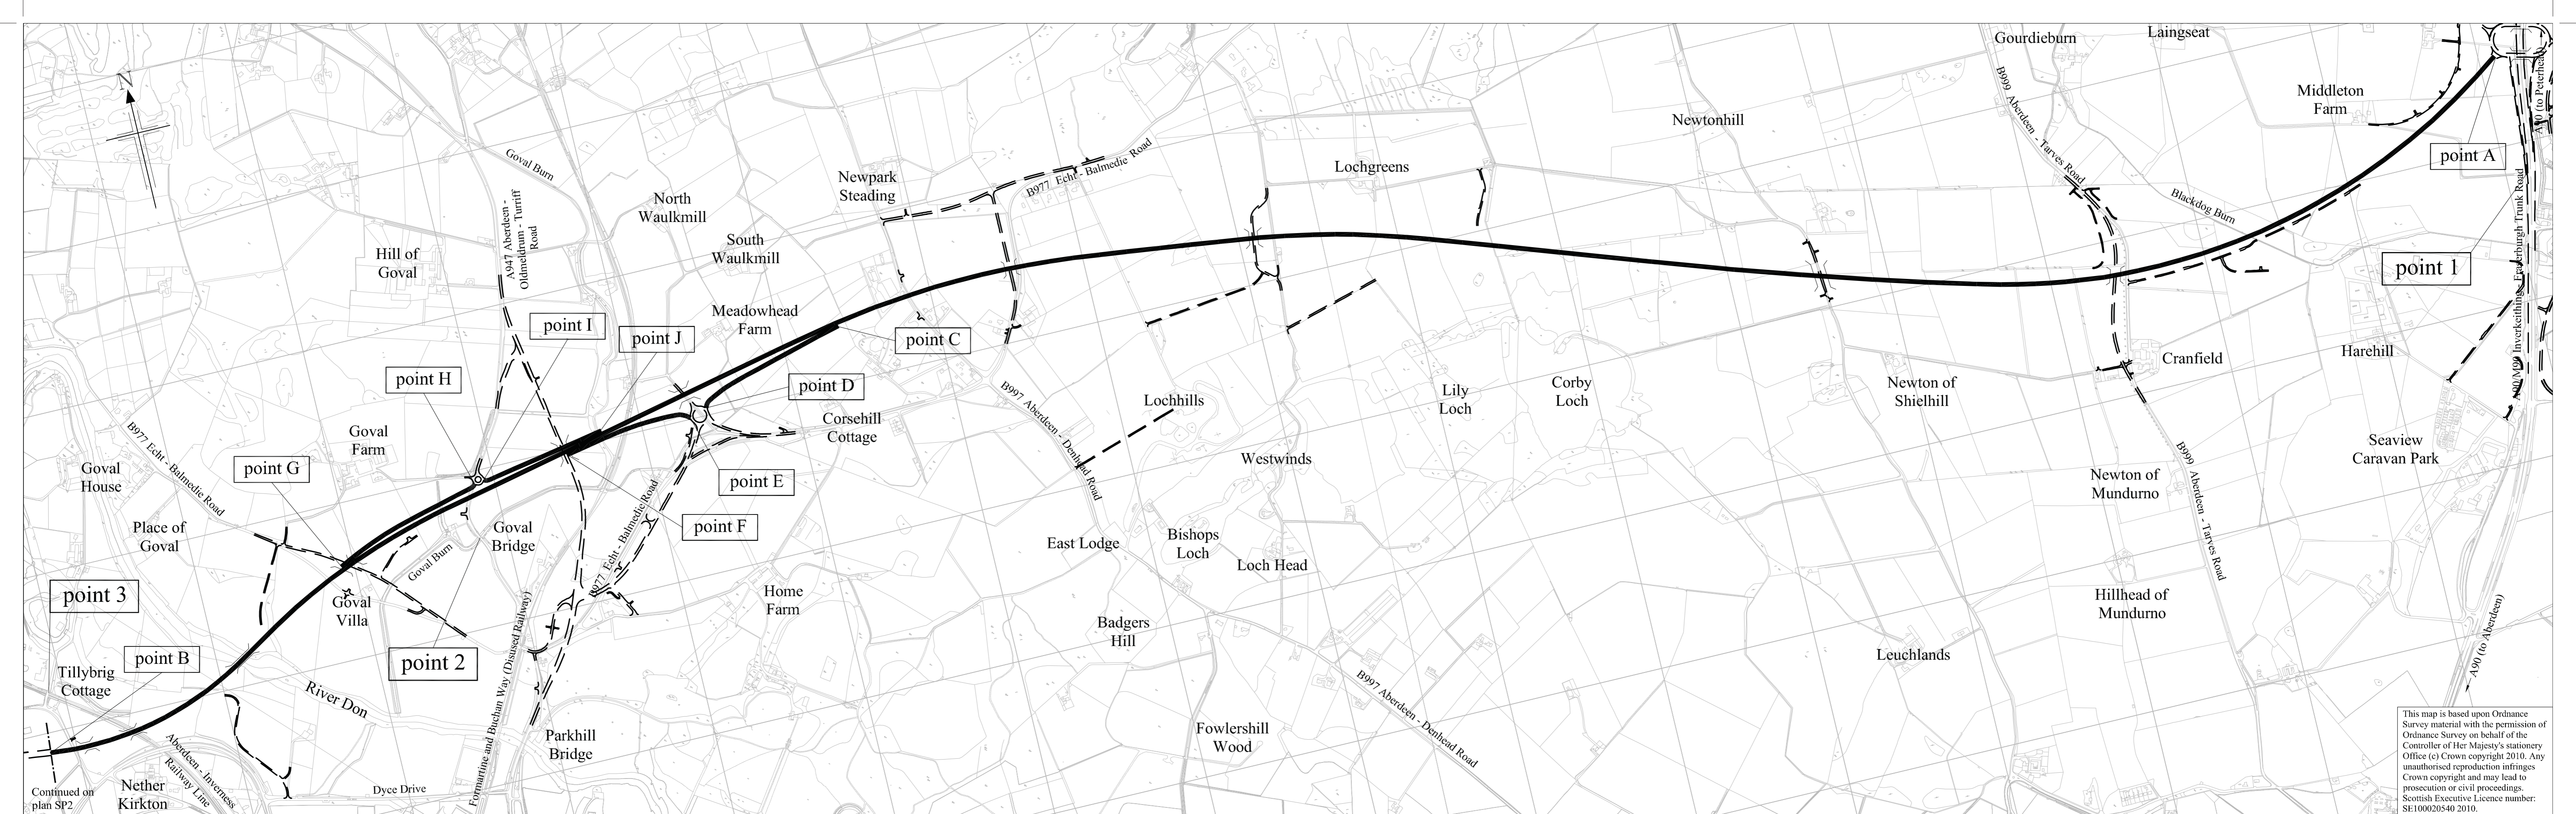 N
Gourdieburn
Laingseat
B999 Aberdeen - Tarves Road
Middleton
Farm
A90 (to Peterhead)
point A
Newtonhill
Lochgreens
B977 Echt - Balmedie Road
Newpark
Steading
Goval Burn
A947 Aberdeen -
Oldmeldrum - Turriff
Road
North
Waulkmill
South
Waulkmill
Hill of
Goval
Blackdog Burn
A90/M90 Inverkeithing - Fraserburgh Trunk Road
point 1
Meadowhead
Farm
point I
point J
point C
point H
point D
Harehill
Cranfield
Newton of
Shielhill
Corby
Loch
Lily
Loch
Lochhills
B997 Aberdeen - Denhead Road
Corsehill
Cottage
Goval
Farm
B977 Echt - Balmedie Road
Goval
House
point G
point E
Westwinds
Seaview
Caravan Park
Newton of
Mundurno
B999 Aberdeen - Tarves Road
Place of
Goval
Goval
Bridge
point F
B977 Echt - Balmedie Road
East Lodge
Bishops
Loch
Loch Head
Goval Burn
point 3
Goval
Villa
Home
Farm
Hillhead of
Mundurno
Badgers
Hill
Tillybrig
Cottage
point B
point 2
Leuchlands
A90 (to Aberdeen)
River Don
Formartine and Buchan Way (Disused Railway)
B997 Aberdeen - Denhead Road
Parkhill
Bridge
Fowlershill
Wood
Aberdeen - Inverness
Railway Line
Continued on
plan SP2
Nether
Kirkton
Dyce Drive
This map is based upon Ordnance
Survey material with the permission of
Ordnance Survey on behalf of the
Controller of Her Majesty's stationery
Office (c) Crown copyright 2010. Any
unauthorised reproduction infringes
Crown copyright and may lead to
prosecution or civil proceedings.
Scottish Executive Licence number:
SE100020540 2010.